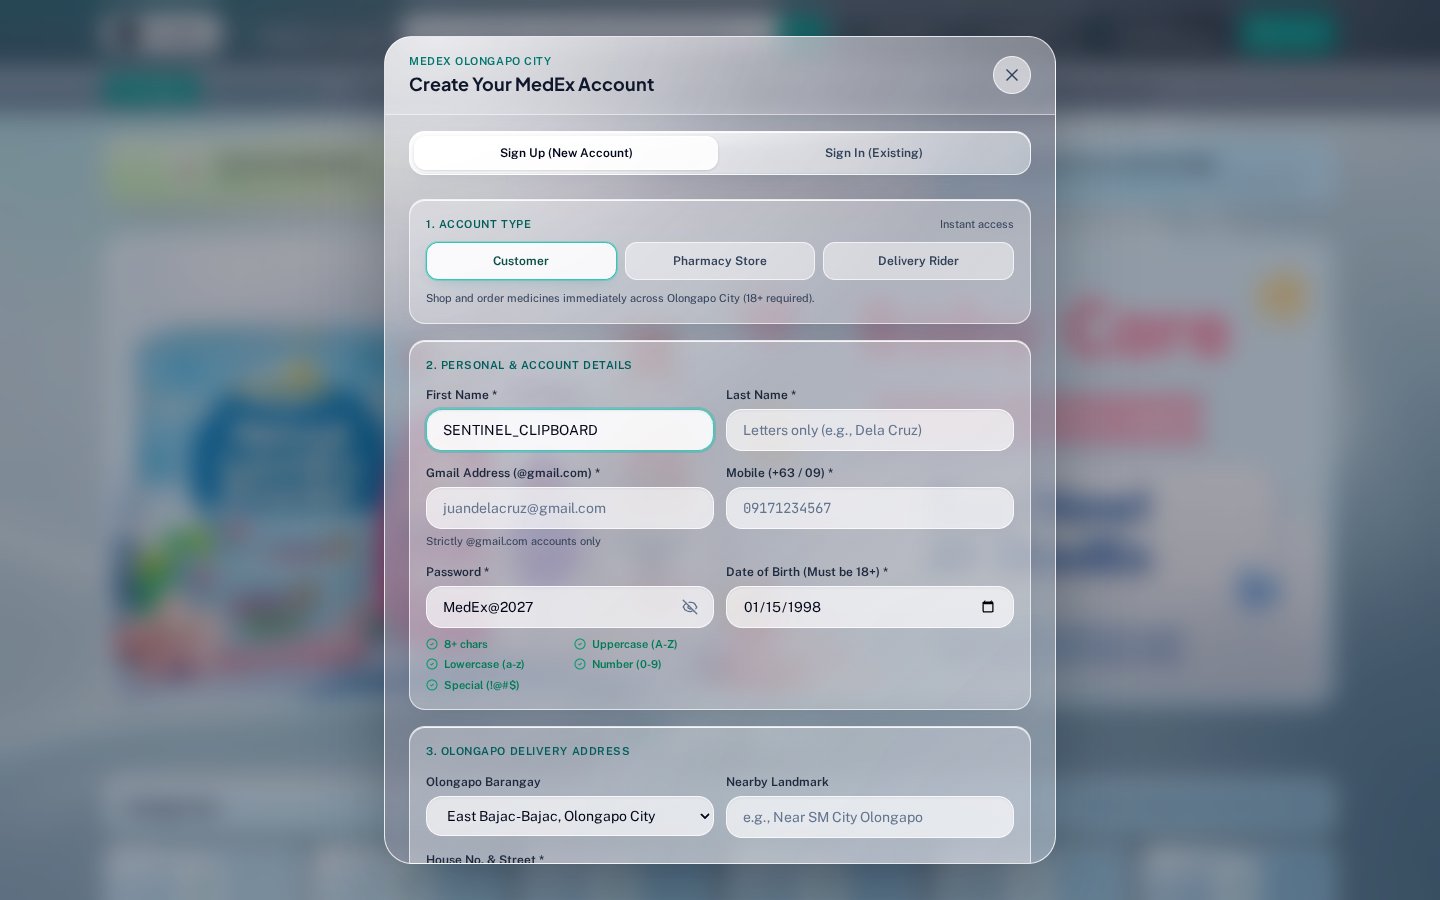 MEDEX OLONGAPO CITY
Create Your MedEx Account
Sign Up (New Account)
Sign In (Existing)
1. ACCOUNT TYPE
Instant access
Customer
Pharmacy Store
Delivery Rider
Shop and order medicines immediately across Olongapo City (18+ required).
2. PERSONAL & ACCOUNT DETAILS
First Name *
Last Name *
SENTINEL_CLIPBOARD
Letters only (e.g., Dela Cruz)
Gmail Address (@gmail.com) *
Mobile (+63 / 09) *
juandelacruz@gmail.com
09171234567
Strictly @gmail.com accounts only
Password *
Date of Birth (Must be 18+) *
MedEx@2027
01/15/1998
8+ chars
Uppercase (A-Z)
Lowercase (a-z)
Number (0-9)
Special (!@#$)
3. OLONGAPO DELIVERY ADDRESS
Olongapo Barangay
Nearby Landmark
East Bajac-Bajac, Olongapo City
e.g., Near SM City Olongapo
House No. & Street *